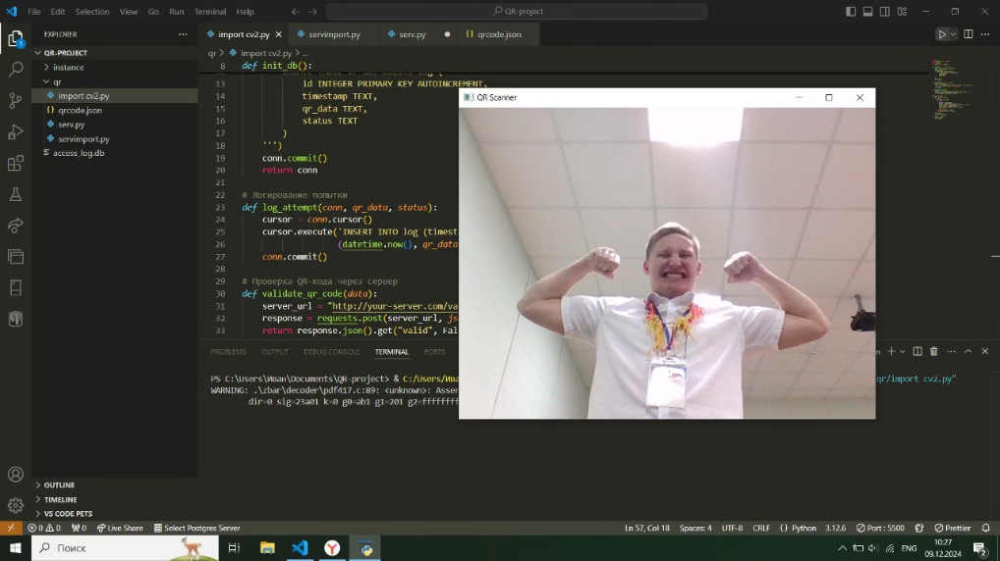 File Edit Selection View Go Run Terminal Help
QR-project
EXPLORER
QR-PROJECT
instance
qr
import cv2.py
qrcode.json
serv.py
servimport.py
access_log.db
OUTLINE
TIMELINE
VS CODE PETS
import cv2.py
servimport.py
serv.py
qrcode.json
qr > import cv2.py > ...
8 def init_db():
13 id INTEGER PRIMARY KEY AUTOINCREMENT,
14 timestamp TEXT,
15 qr_data TEXT,
16 status TEXT
17 )
18 ''')
19 conn.commit()
20 return conn
21
22 # Логирование попытки
23 def log_attempt(conn, qr_data, status):
24 cursor = conn.cursor()
25 cursor.execute('INSERT INTO log (timest
26 (datetime.now(), qr_data
27 conn.commit()
28
29 # Проверка QR-кода через сервер
30 def validate_qr_code(data):
31 server_url = "http://your-server.com/va
32 response = requests.post(server_url, js
33 return response.json().get("valid", Fal
QR Scanner
PROBLEMS OUTPUT DEBUG CONSOLE TERMINAL PORTS
PS C:\Users\Иван\Documents\QR-project> & C:/Users/Ива
qr/import cv2.py"
WARNING: .\zbar\decoder\pdf417.c:89: <unknown>: Asser
dir=0 sig=23a01 k=0 g0=ab1 g1=201 g2=ffffffff
0 0 0 Live Share Select Postgres Server
Ln 57, Col 18 Spaces: 4 UTF-8 CRLF Python 3.12.6 Port : 5500 Prettier
Поиск
ENG
10:27
09.12.2024